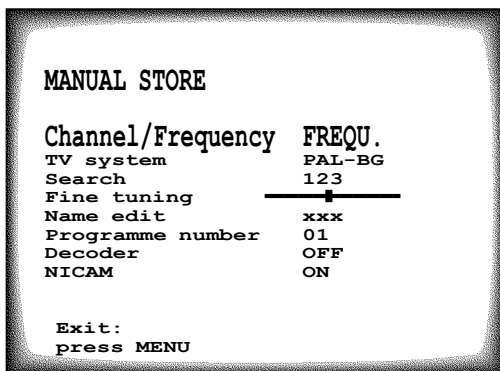 MANUAL STORE
Channel/Frequency FREQU.
TV system PAL-BG
Search 123
Fine tuning
Name edit xxx
Programme number 01
Decoder OFF
NICAM ON
Exit:
press MENU